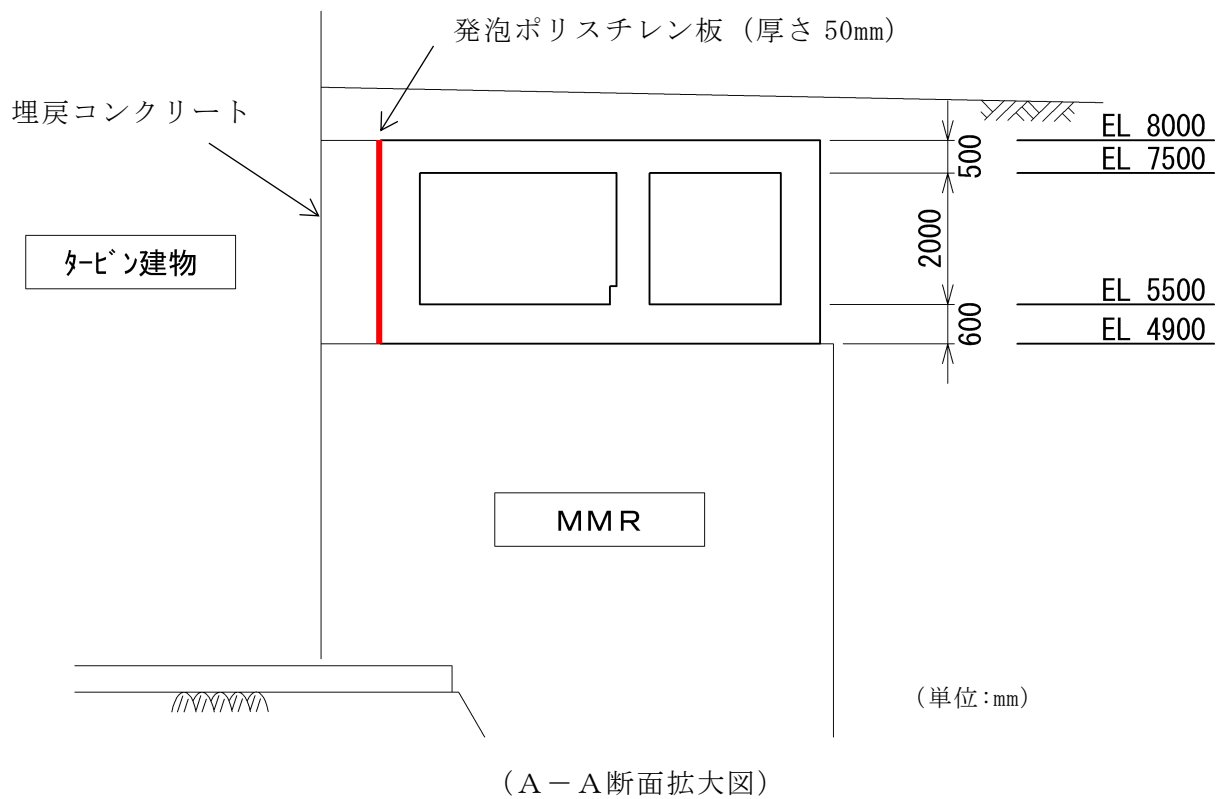 発泡ポリスチレン板（厚さ 50mm）
埋戻コンクリート
EL 8000
500
EL 7500
2000
ﾀｰﾋﾞﾝ建物
EL 5500
600
EL 4900
ＭＭＲ
（単位:mm）
（Ａ－Ａ断面拡大図）